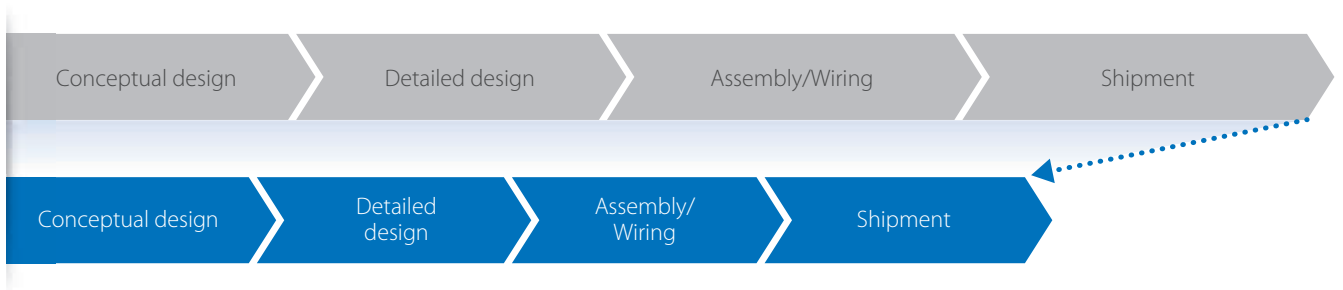 Conceptual design
Detailed design
Assembly/Wiring
Shipment
Conceptual design
Detailed
design
Assembly/
Wiring
Shipment